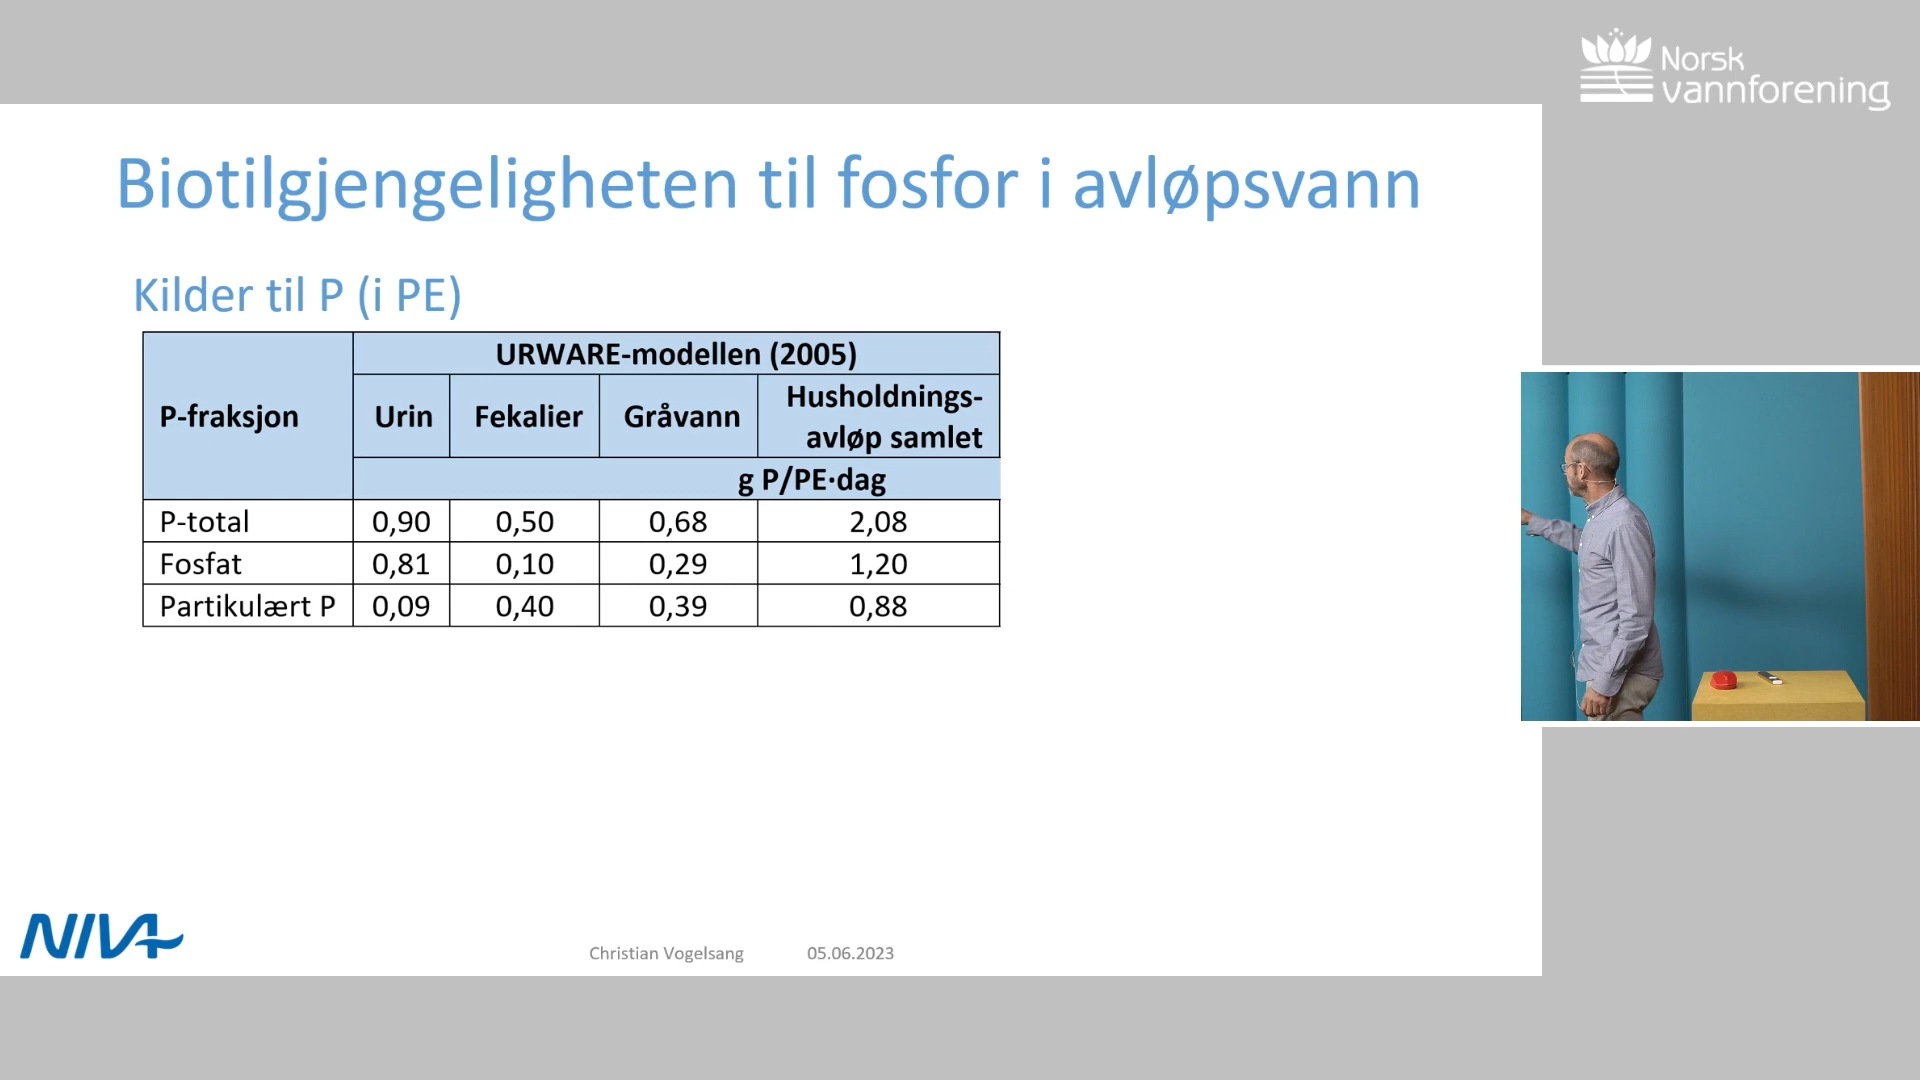 Norsk
vannforening
Biotilgjengeligheten til fosfor i avløpsvann
Kilder til P (i PE)
P-fraksjon
URWARE-modellen (2005)
Urin Fekalier Gråvann Husholdnings-
avløp samlet
g P/PE·dag
P-total 0,90 0,50 0,68 2,08
Fosfat 0,81 0,10 0,29 1,20
Partikulært P 0,09 0,40 0,39 0,88
NIVA
Christian Vogelsang 05.06.2023